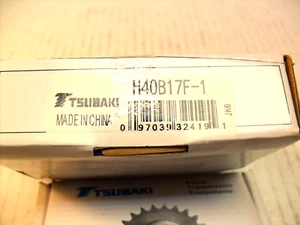 H40B17F-1
TSUBAKI
MADE IN CHINA
0 97039 32419 1
JK6
TSUBAKI